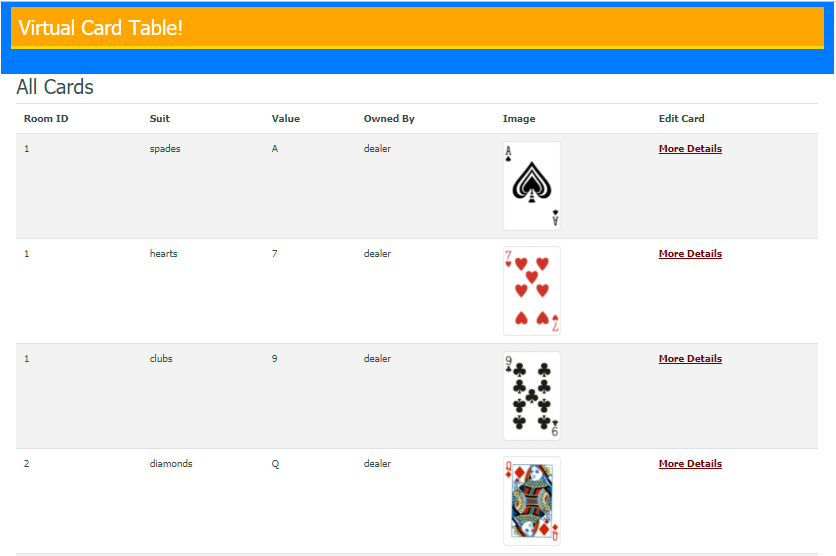 Virtual Card Table!
All Cards
Room ID Suit Value Owned By Image Edit Card
1 spades A dealer More Details
A
A
1 hearts 7 dealer More Details
7
7
1 clubs 9 dealer More Details
9
9
2 diamonds Q dealer More Details
Q
Q